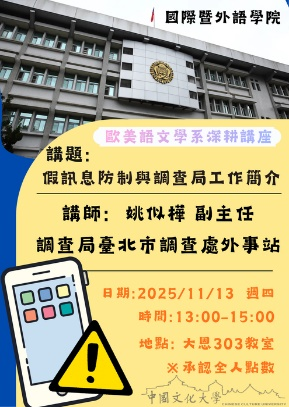 國際暨外語學院
歐美語文學系深耕講座
講題:
假訊息防制與調查局工作簡介
講師: 姚似樺 副主任
調查局臺北市調查處外事站
日期:2025/11/13 週四
時間:13:00-15:00
地點: 大恩303教室
※承認全人點數
中國文化大學